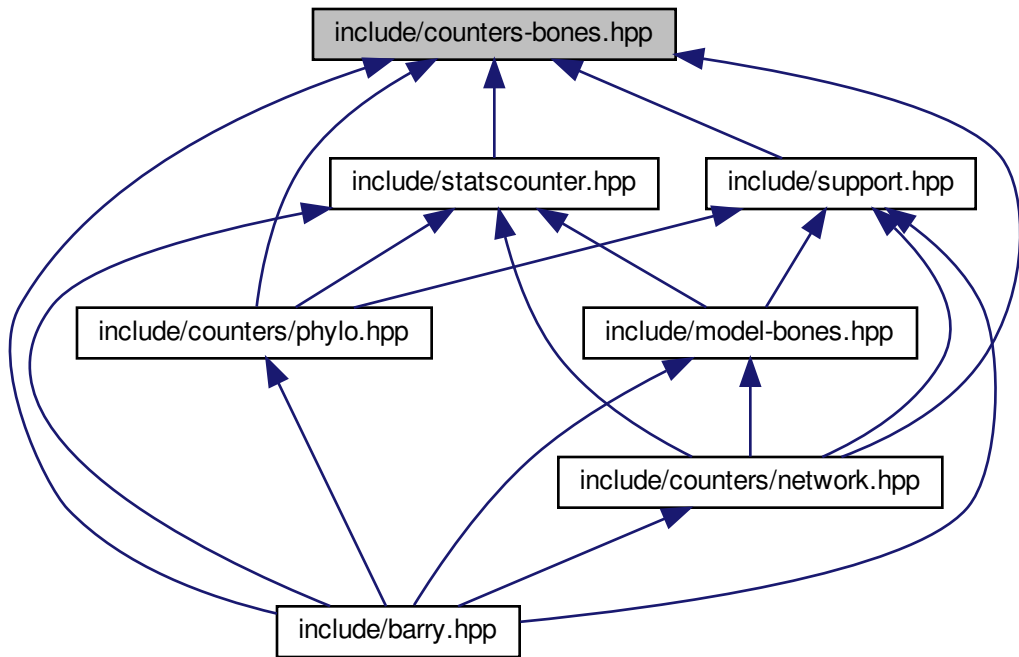 include/counters-bones.hpp
include/statscounter.hpp
include/support.hpp
include/counters/phylo.hpp
include/model-bones.hpp
include/counters/network.hpp
include/barry.hpp